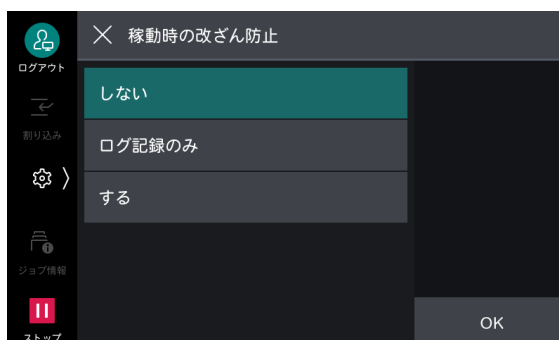 稼動時の改ざん防止
ログアウト
しない
割り込み
ログ記録のみ
する
ジョブ情報
OK
ストップ